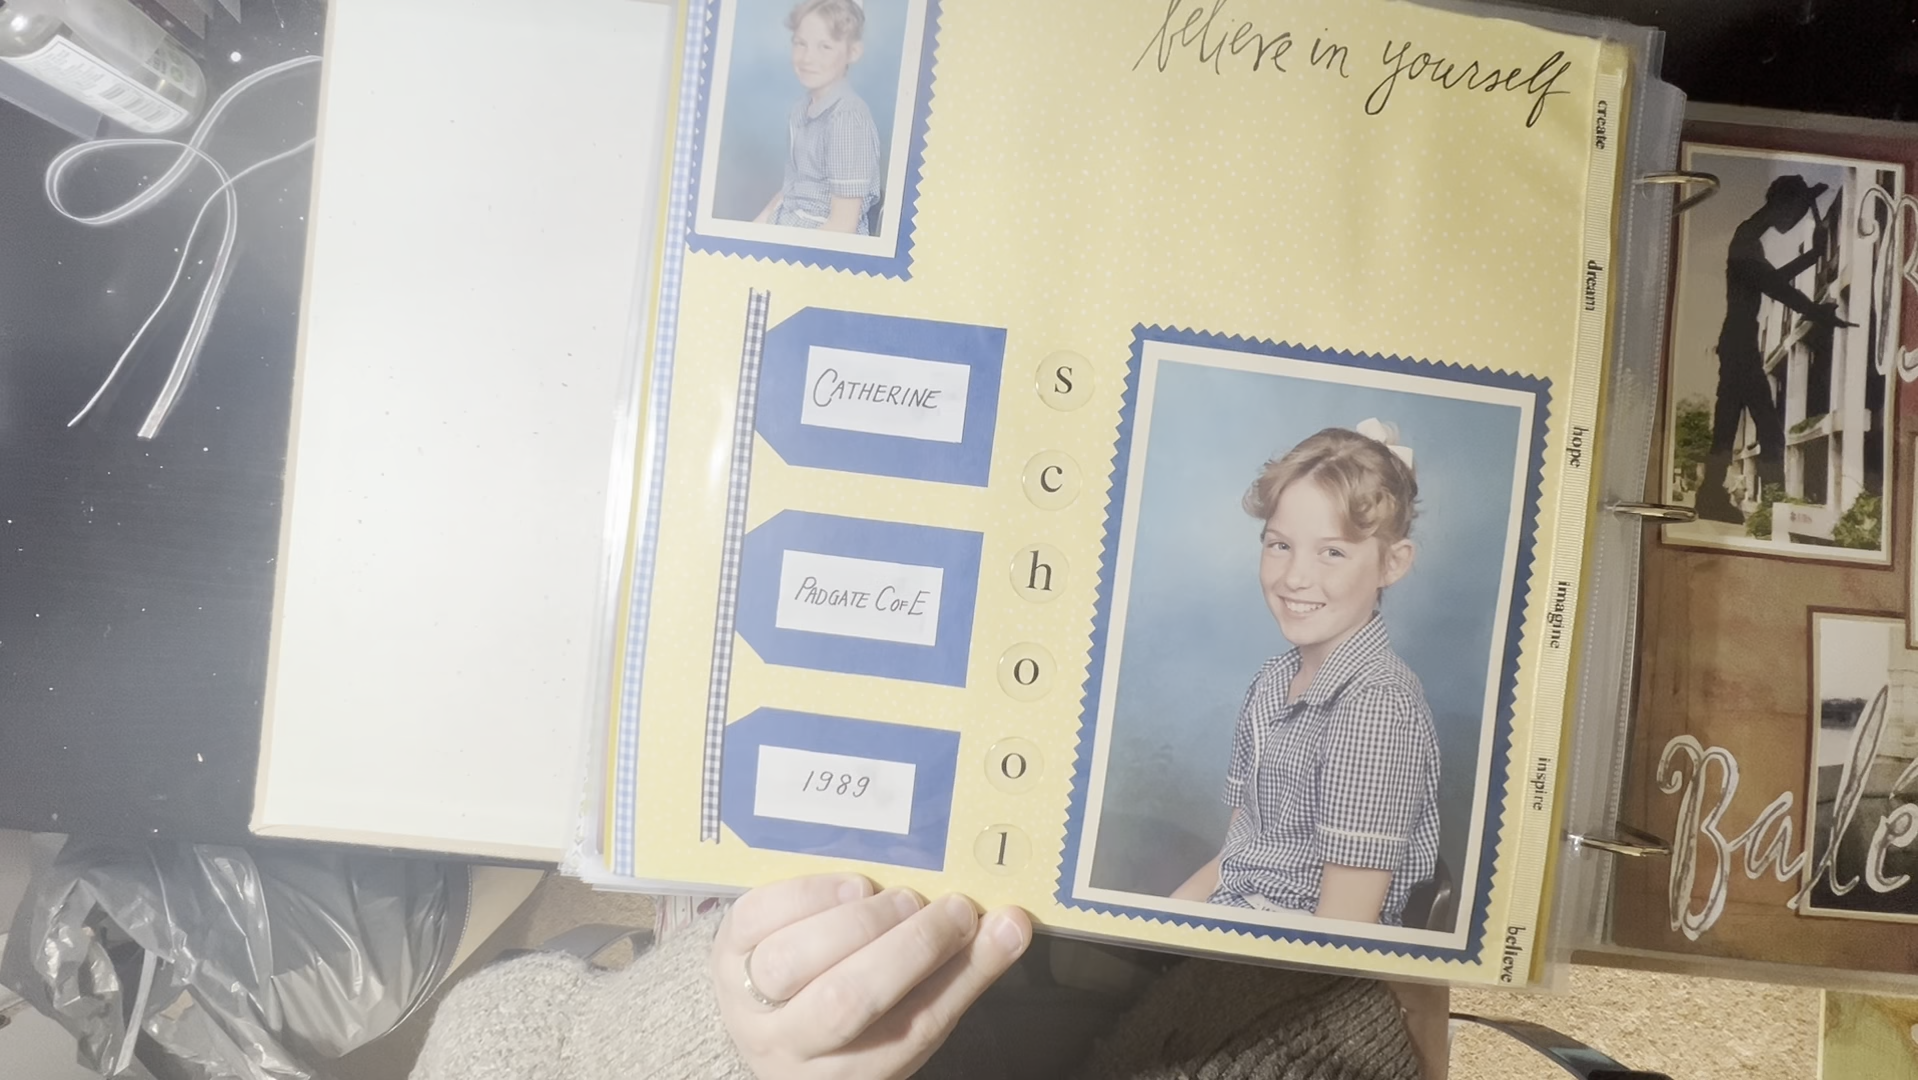 believe in yourself
create
dream
hope
imagine
inspire
believe
CATHERINE
PADGATE C OF E
1989
s
c
h
o
o
l